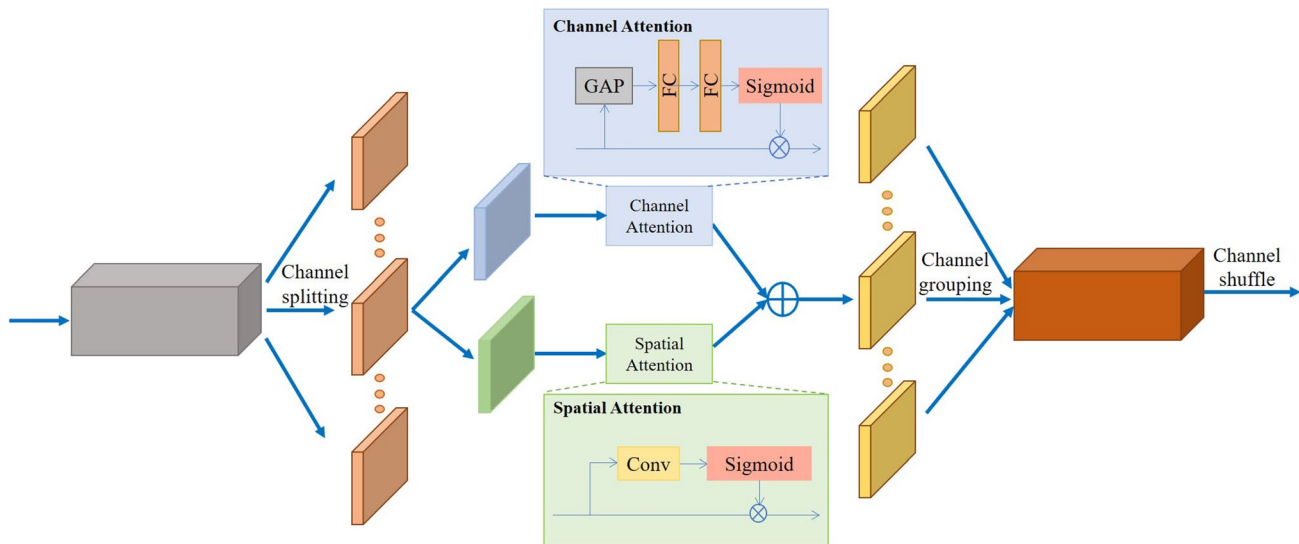 Channel Attention
GAP
FC
FC
Sigmoid
Channel
splitting
Channel
Attention
Spatial
Attention
Channel
grouping
Channel
shuffle
Spatial Attention
Conv
Sigmoid